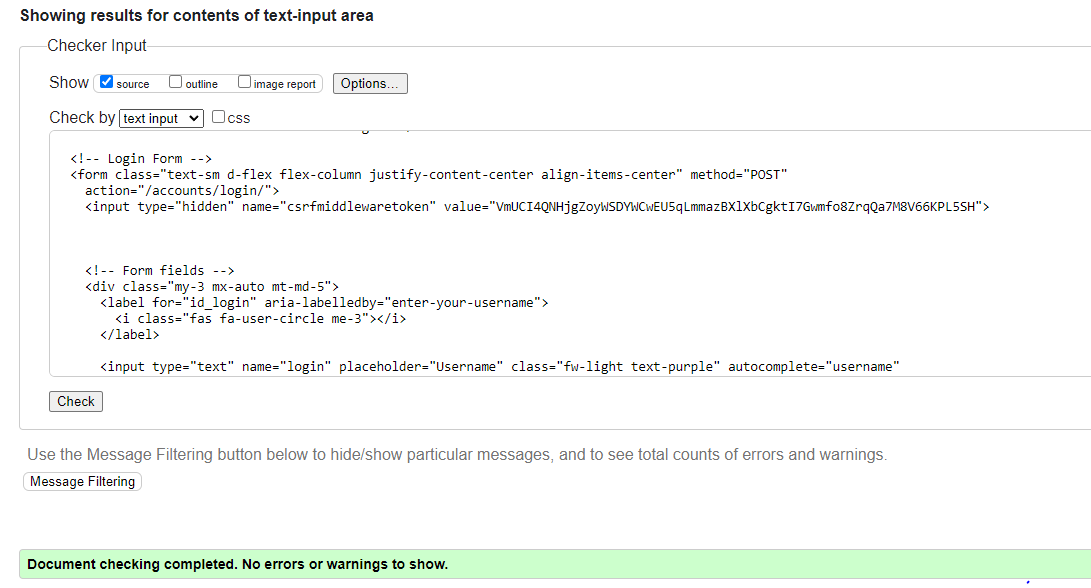 Showing results for contents of text-input area
Checker Input
Show source outline image report Options...
Check by text input css
<!-- Login Form -->
<form class="text-sm d-flex flex-column justify-content-center align-items-center" method="POST"
action="/accounts/login/">
<input type="hidden" name="csrfmiddlewaretoken" value="VmUCI4QNHjgZoyWSDYWCwEU5qLmmazBXlXbCgktI7Gwmfo8ZrqQa7M8V66KPL5SH">
<!-- Form fields -->
<div class="my-3 mx-auto mt-md-5">
<label for="id_login" aria-labelledby="enter-your-username">
<i class="fas fa-user-circle me-3"></i>
</label>
<input type="text" name="login" placeholder="Username" class="fw-light text-purple" autocomplete="username"
Check
Use the Message Filtering button below to hide/show particular messages, and to see total counts of errors and warnings.
Message Filtering
Document checking completed. No errors or warnings to show.